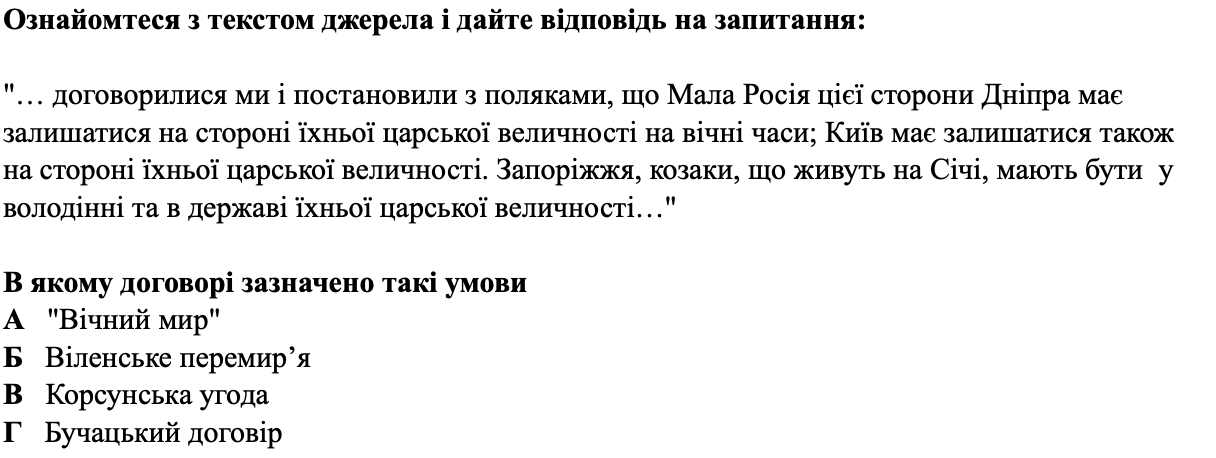 Ознайомтеся з текстом джерела і дайте відповідь на запитання:
"… договорилися ми і постановили з поляками, що Мала Росія цієї сторони Дніпра має
залишатися на стороні їхньої царської величності на вічні часи; Київ має залишатися також
на стороні їхньої царської величності. Запоріжжя, козаки, що живуть на Січі, мають бути у
володінні та в державі їхньої царської величності…"
В якому договорі зазначено такі умови
А "Вічний мир"
Б Віленське перемир’я
В Корсунська угода
Г Бучацький договір